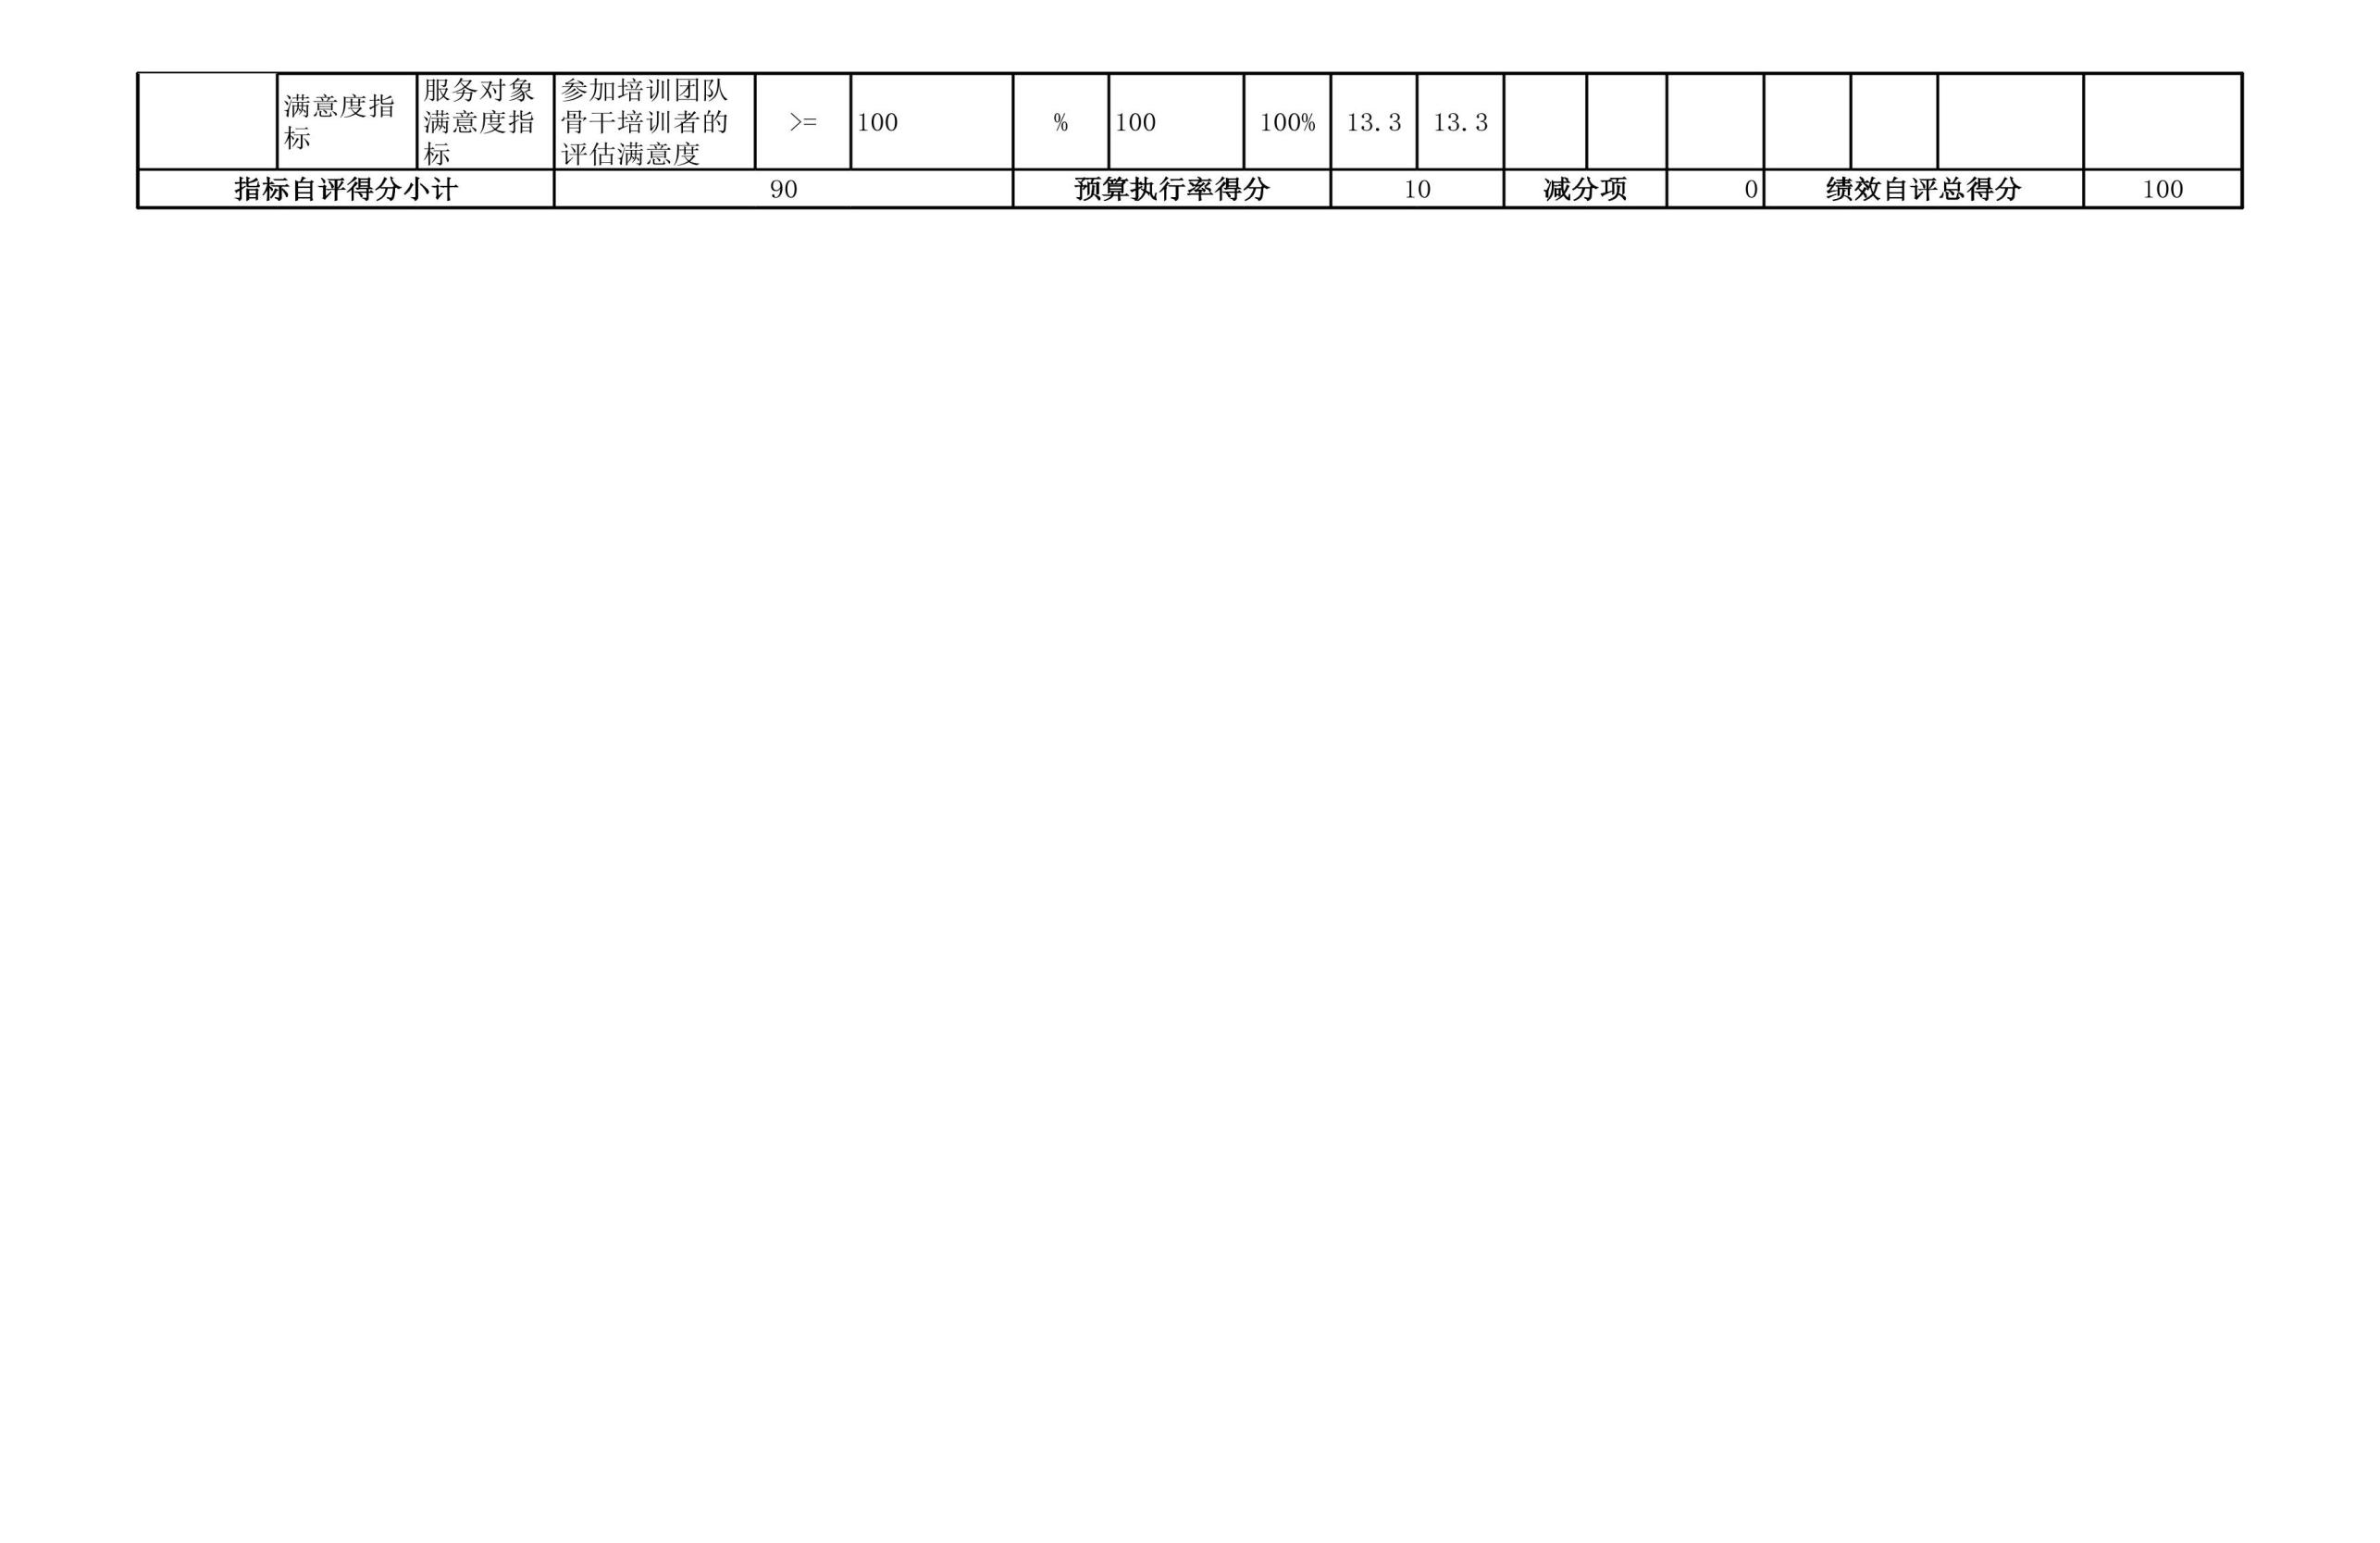 满意度指
标
服务对象
满意度指
标
参加培训团队
骨干培训者的
评估满意度
>=
100
%
100
100%
13.3
13.3
指标自评得分小计
90
预算执行率得分
10
减分项
0
绩效自评总得分
100